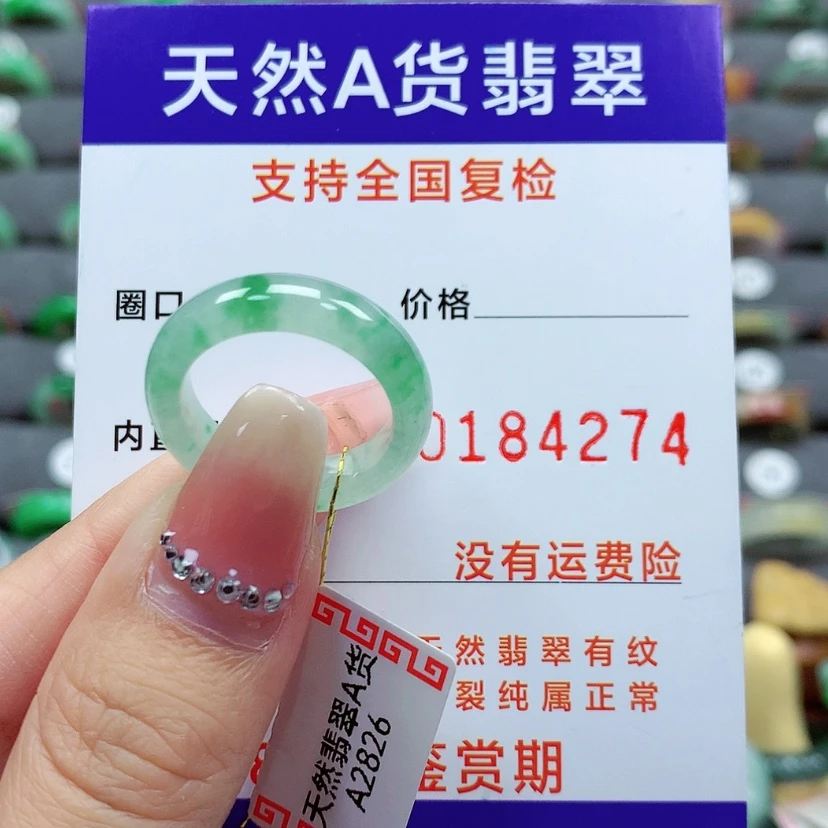 天然A货翡翠
支持全国复检
圈口
价格
内
0184274
没有运费险
天然翡翠有纹
裂纯属正常
鉴赏期
天然翡翠A货
A2826